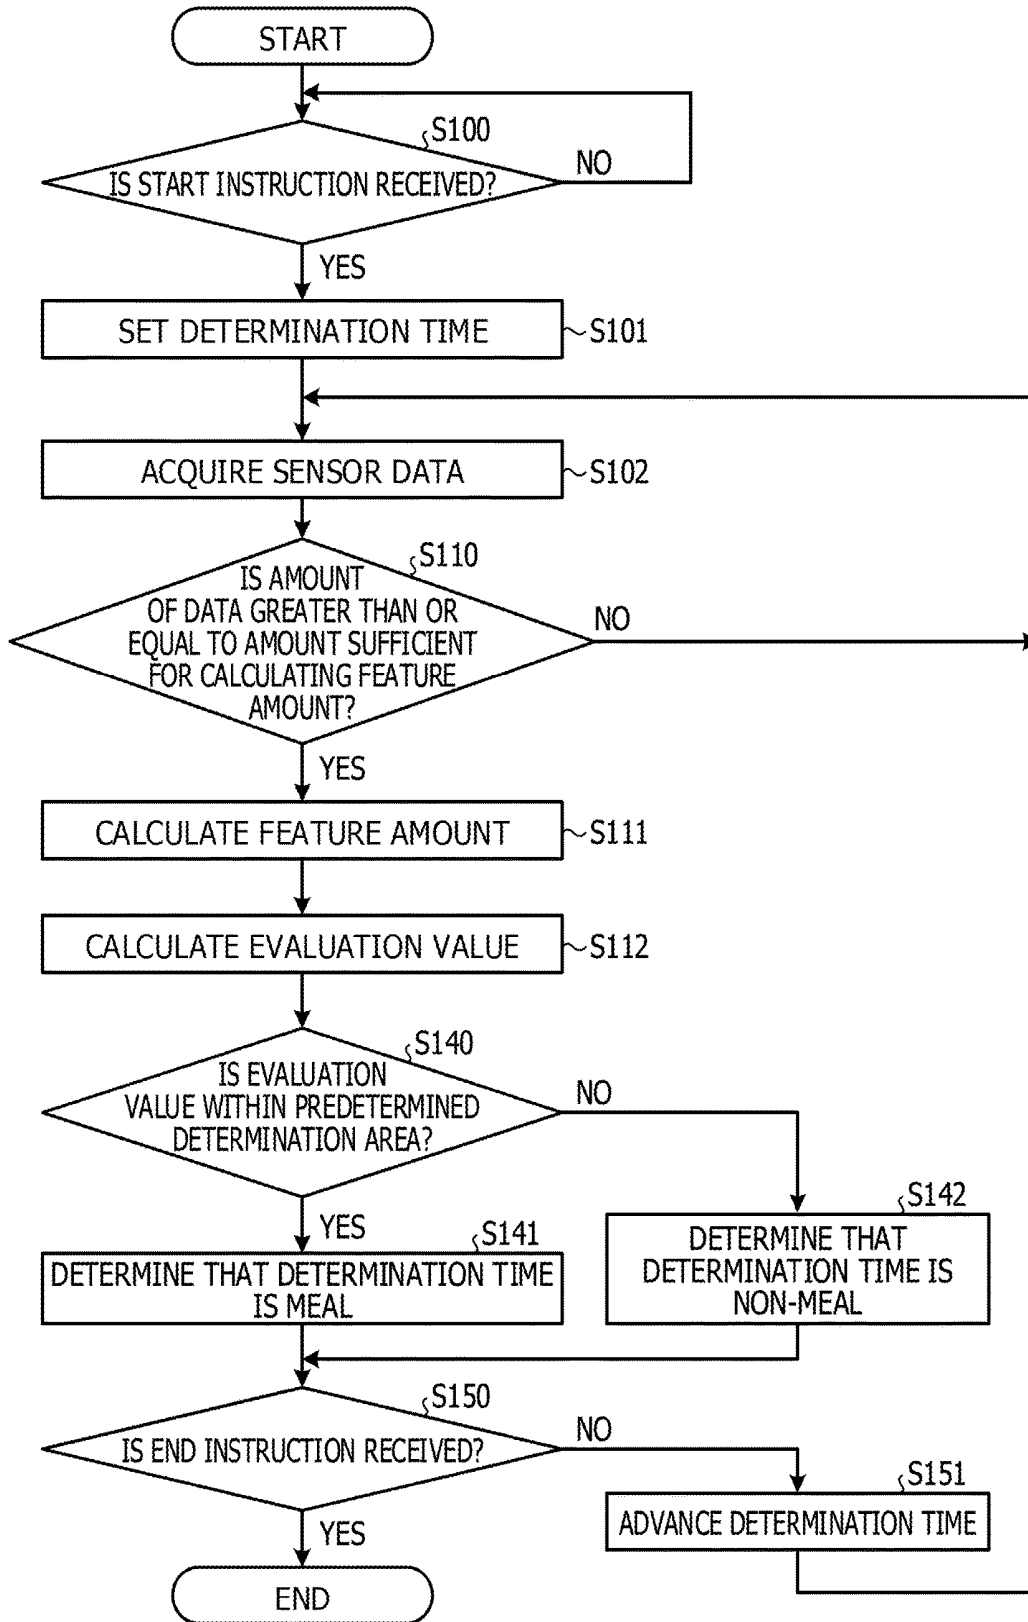 START
S100
IS START INSTRUCTION RECEIVED?
NO
YES
SET DETERMINATION TIME
S101
ACQUIRE SENSOR DATA
S102
S110
IS AMOUNT
OF DATA GREATER THAN OR
EQUAL TO AMOUNT SUFFICIENT
FOR CALCULATING FEATURE
AMOUNT?
NO
YES
CALCULATE FEATURE AMOUNT
S111
CALCULATE EVALUATION VALUE
S112
S140
IS EVALUATION
VALUE WITHIN PREDETERMINED
DETERMINATION AREA?
NO
YES
S141
DETERMINE THAT DETERMINATION TIME
IS MEAL
S142
DETERMINE THAT
DETERMINATION TIME IS
NON-MEAL
S150
IS END INSTRUCTION RECEIVED?
NO
S151
ADVANCE DETERMINATION TIME
YES
END